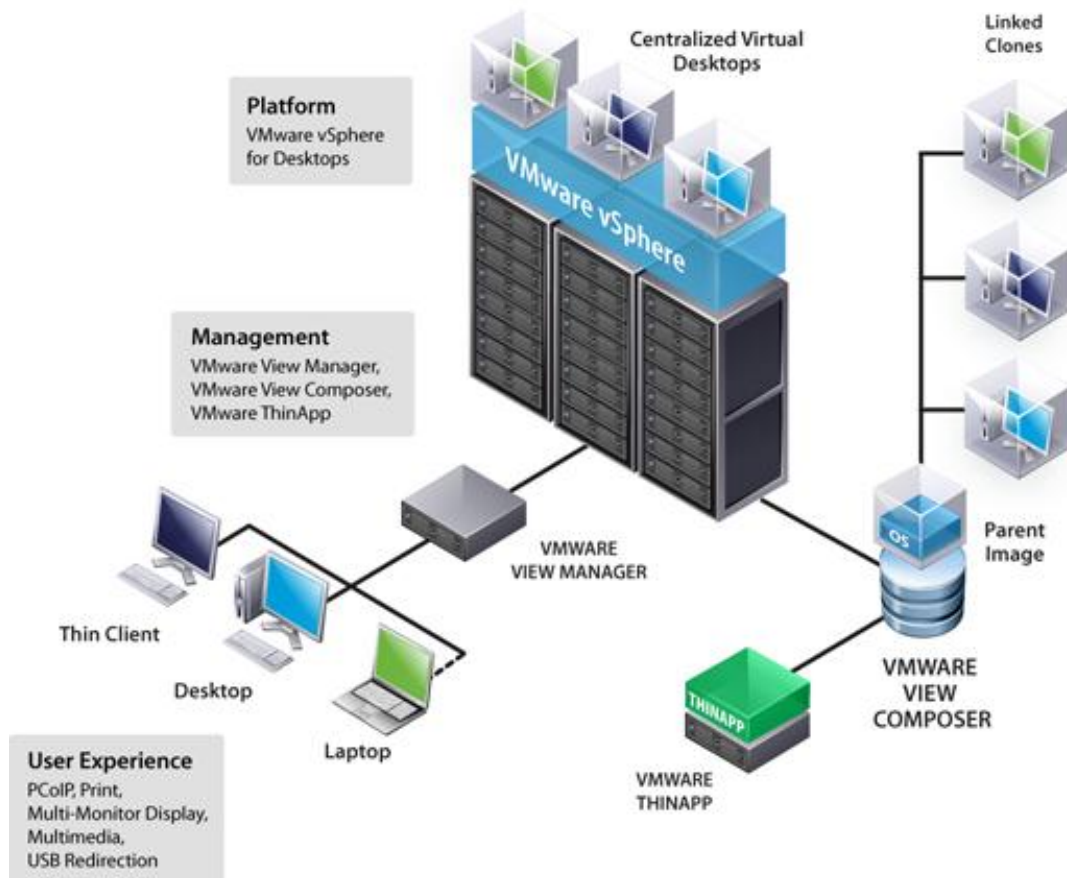 Centralized Virtual
Desktops
Linked
Clones
Platform
VMware vSphere
for Desktops
VMware vSphere
Management
VMware View Manager,
VMware View Composer,
VMware ThinApp
VMWARE
VIEW MANAGER
OS
Parent
Image
Thin Client
Desktop
Laptop
THINAPP
VMWARE
THINAPP
VMWARE
VIEW
COMPOSER
User Experience
PCoIP, Print,
Multi-Monitor Display,
Multimedia,
USB Redirection